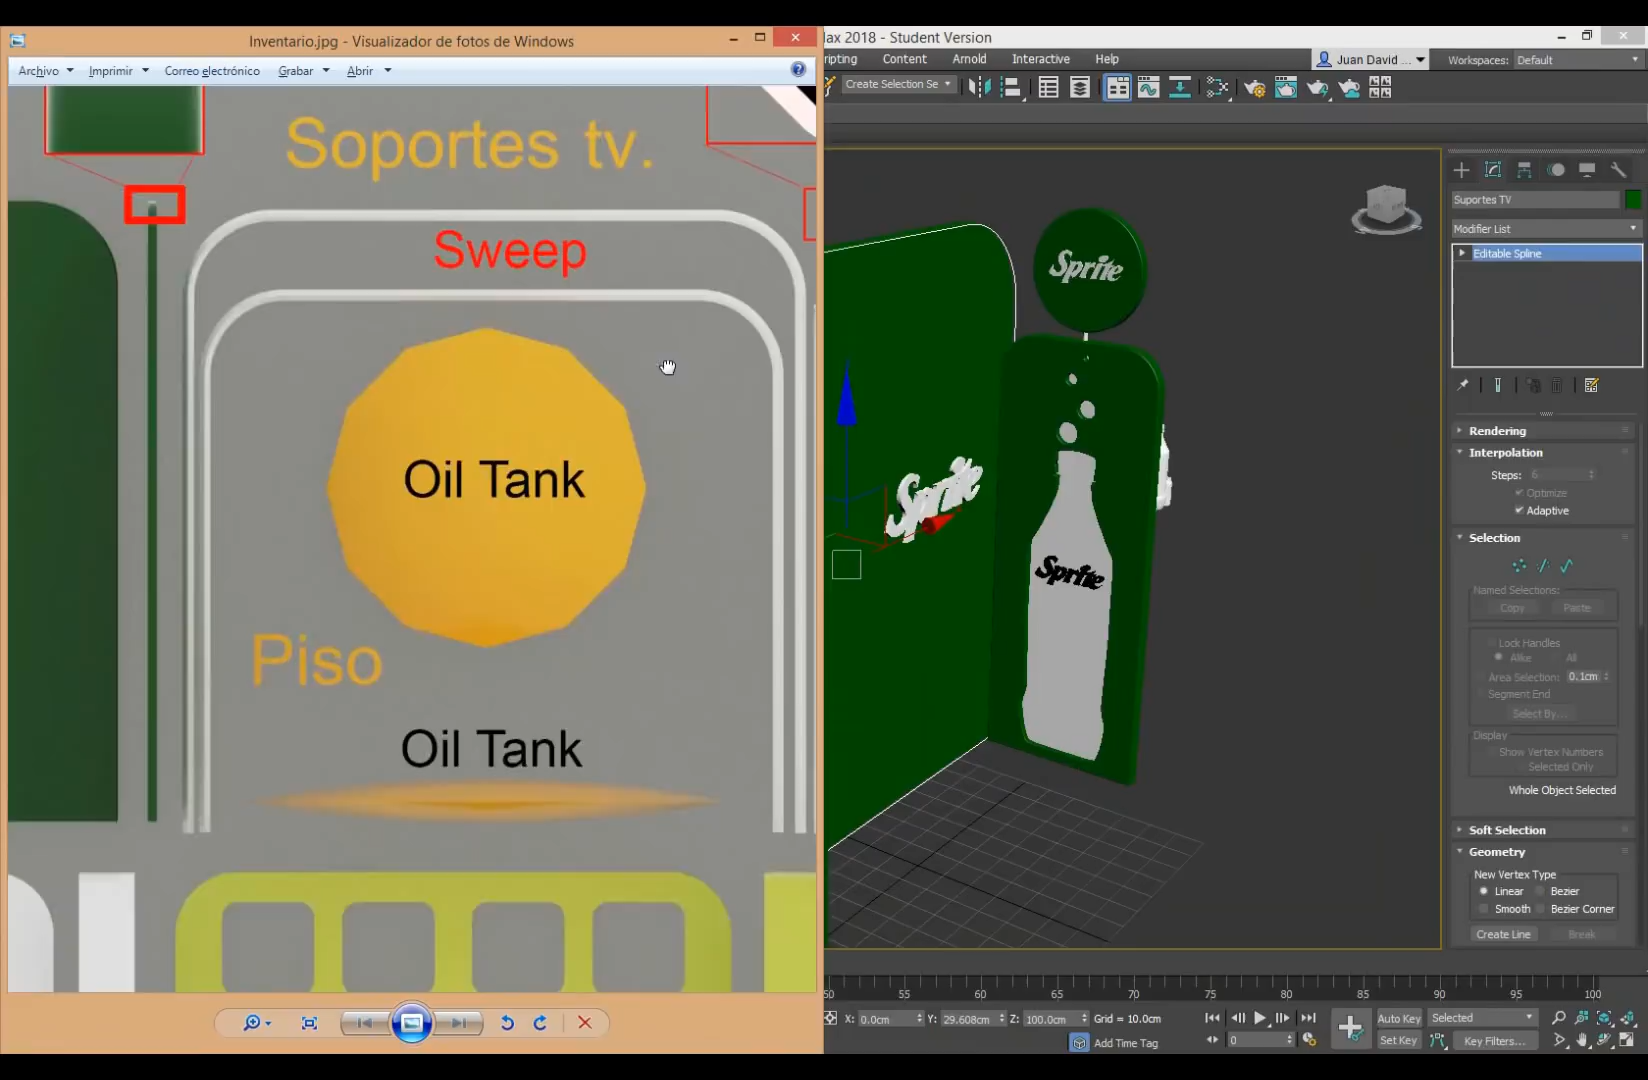 Inventario.jpg - Visualizador de fotos de Windows
Archivo
Imprimir
Correo electrónico
Grabar
Abrir
Soportes tv.
Sweep
Oil Tank
Piso
Oil Tank
Max 2018 - Student Version
ripting
Content
Arnold
Interactive
Help
Juan David ...
Workspaces: Default
Create Selection Se
Sprite
Sprite
Sprite
Suportes TV
Modifier List
Editable Spline
Rendering
Interpolation
Steps: 6
Optimize
Adaptive
Selection
Named Selections:
Copy
Paste
Lock Handles
Alike
All
Area Selection: 0.1cm
Segment End
Select By...
Display
Show Vertex Numbers
Selected Only
Whole Object Selected
Soft Selection
Geometry
New Vertex Type
Linear
Bezier
Smooth
Bezier Corner
Create Line
Break
50 55 60 65 70 75 80 85 90 95 100
X: 0.0cm Y: 29.608cm Z: 100.0cm Grid = 10.0cm
Auto Key
Selected
Add Time Tag
0
Set Key
Key Filters...